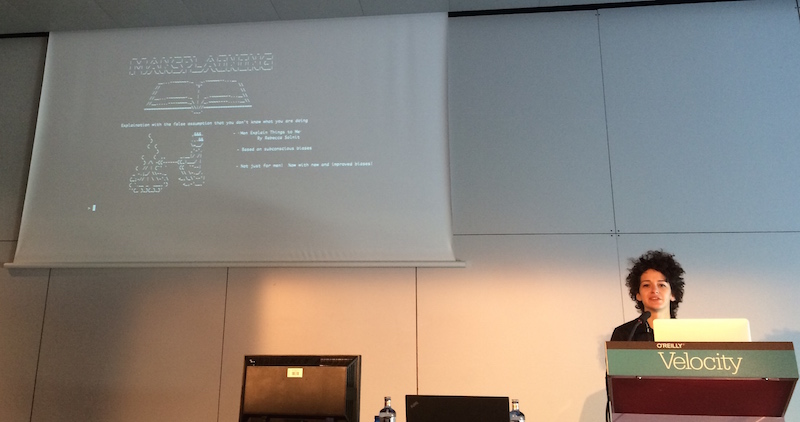 MANSPLAINING
Explanation with the false assumption that you don't know what you are doing
- "Men Explain Things to Me
By Rebecca Solnit
- Based on subconscious biases
- Not just for men! Now with new and improved biases!
>
O'REILLY
Velocity